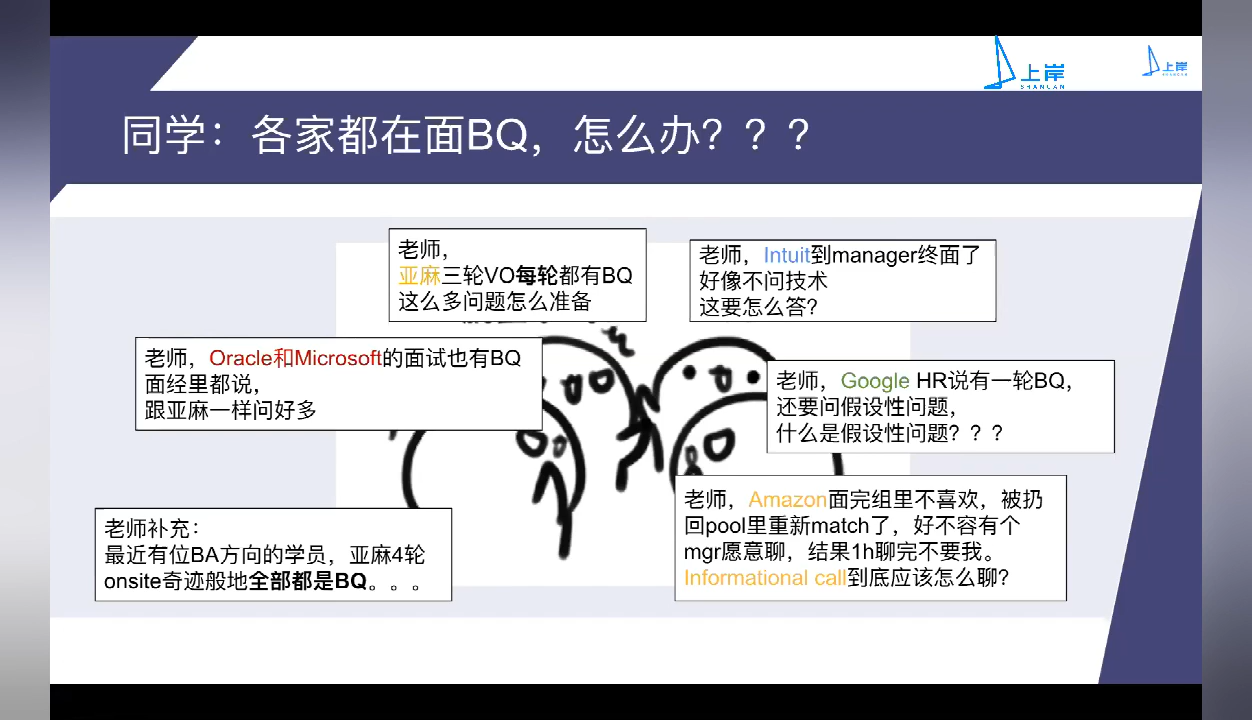 上岸
SHANGAN
上岸
同学：各家都在面BQ，怎么办？？？
老师，
亚麻三轮VO每轮都有BQ
这么多问题怎么准备
老师，Intuit到manager终面了
好像不问技术
这要怎么答？
老师，Oracle和Microsoft的面试也有BQ
面经里都说，
跟亚麻一样问好多
老师，Google HR说有一轮BQ，
还要问假设性问题，
什么是假设性问题？？？
老师补充：
最近有位BA方向的学员，亚麻4轮
onsite奇迹般地全部都是BQ。。。
老师，Amazon面完组里不喜欢，被扔
回pool里重新match了，好不容有个
mgr愿意聊，结果1h聊完不要我。
Informational call到底应该怎么聊？